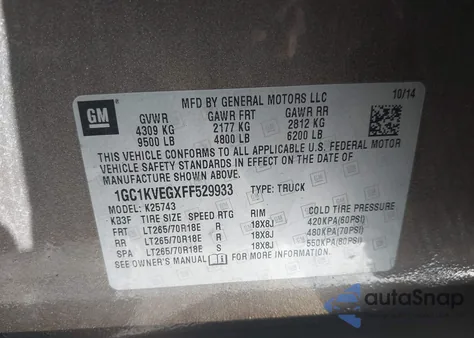 10/14
GM
MFD BY GENERAL MOTORS LLC
GVWR GAWR FRT GAWR RR
4309 KG 2177 KG 2812 KG
9500 LB 4800 LB 6200 LB
THIS VEHICLE CONFORMS TO ALL APPLICABLE U.S. FEDERAL MOTOR
VEHICLE SAFETY STANDARDS IN EFFECT ON THE DATE OF
MANUFACTURE SHOWN ABOVE.
1GC1KVEGXFF529933 TYPE: TRUCK
MODEL: K25743
K33F TIRE SIZE SPEED RTG RIM COLD TIRE PRESSURE
FRT LT265/70R18E R 18X8J 420KPA(60PSI)
RR LT265/70R18E R 18X8J 480KPA(70PSI)
SPA LT265/70R18E S 18X8J 550KPA(80PSI)
SEE OWNER'S MANUAL FOR MORE INFORMATION.
autoSnap